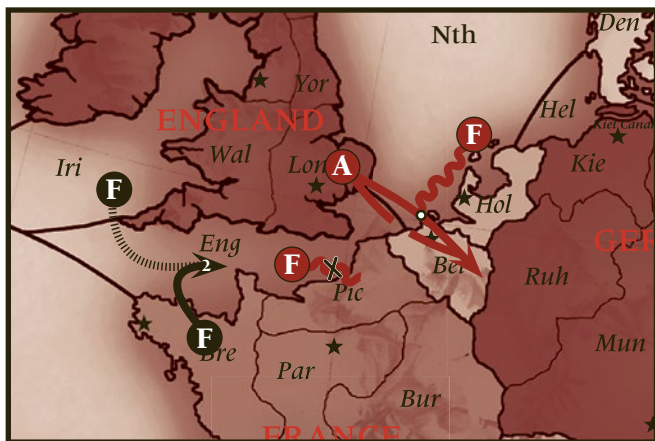 Den
Nth
Yor
Hel
ENGLAND
Kiel Canal
F
Wal
Lon
A
Kie
Iri
F
Hol
Eng
GER
2
F
Bel
Pic
Ruh
F
Bre
Par
Mun
Bur
FRANCE